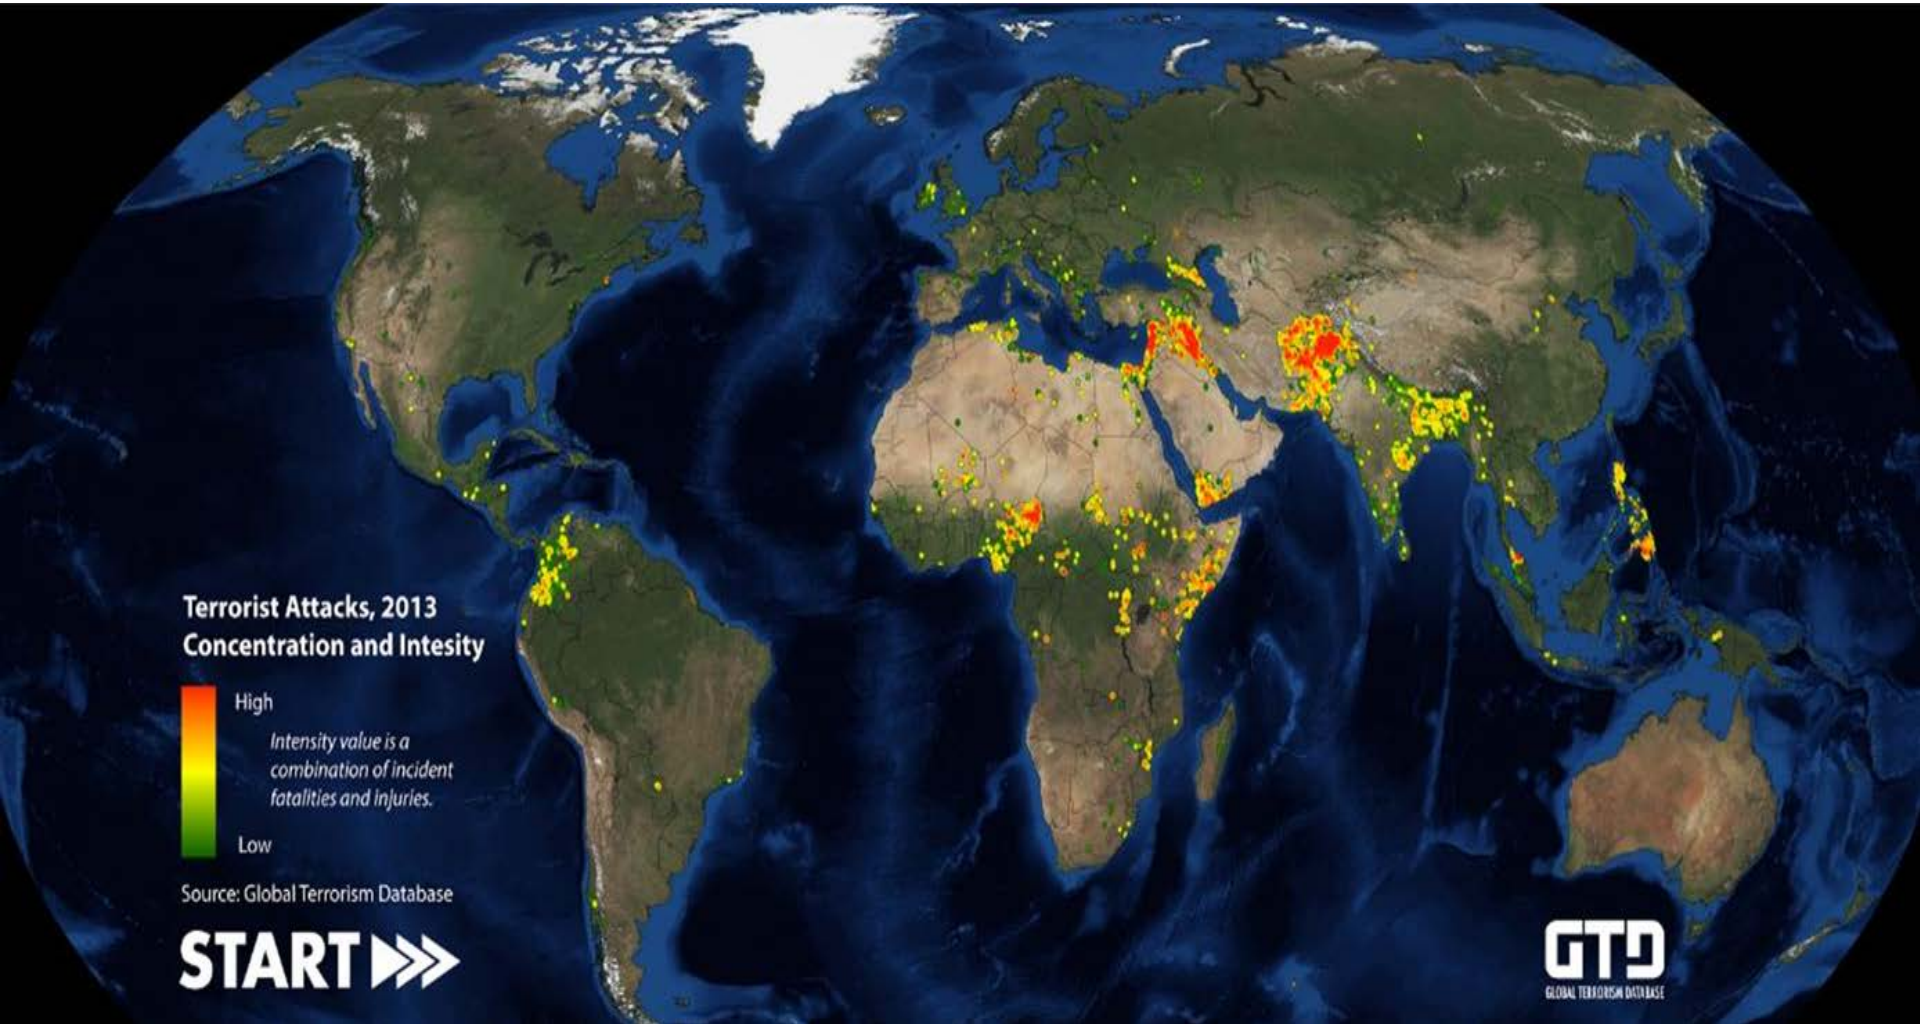 Terrorist Attacks, 2013
Concentration and Intesity
High
Intensity value is a
combination of incident
fatalities and injuries.
Low
Source: Global Terrorism Database
START
GTD
GLOBAL TERRORISM DATABASE